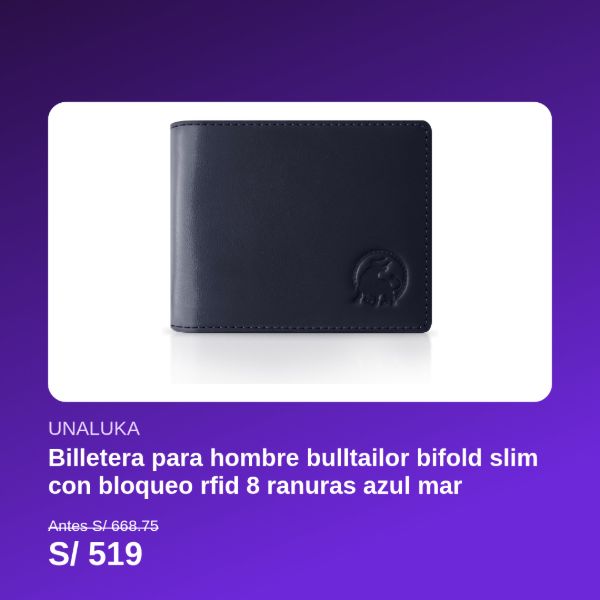 UNALUKA
Billetera para hombre bulltailor bifold slim
con bloqueo rfid 8 ranuras azul mar
Antes S/ 668.75
S/ 519